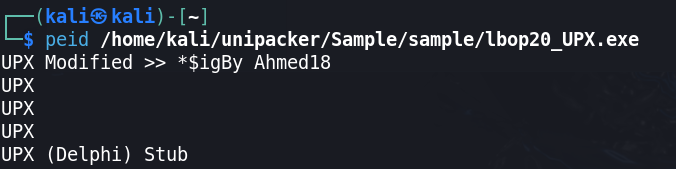 ┌──(kali㉿kali)-[~]
└─$ peid /home/kali/unipacker/Sample/sample/lbop20_UPX.exe
UPX Modified >> *$igBy Ahmed18
UPX
UPX
UPX
UPX (Delphi) Stub